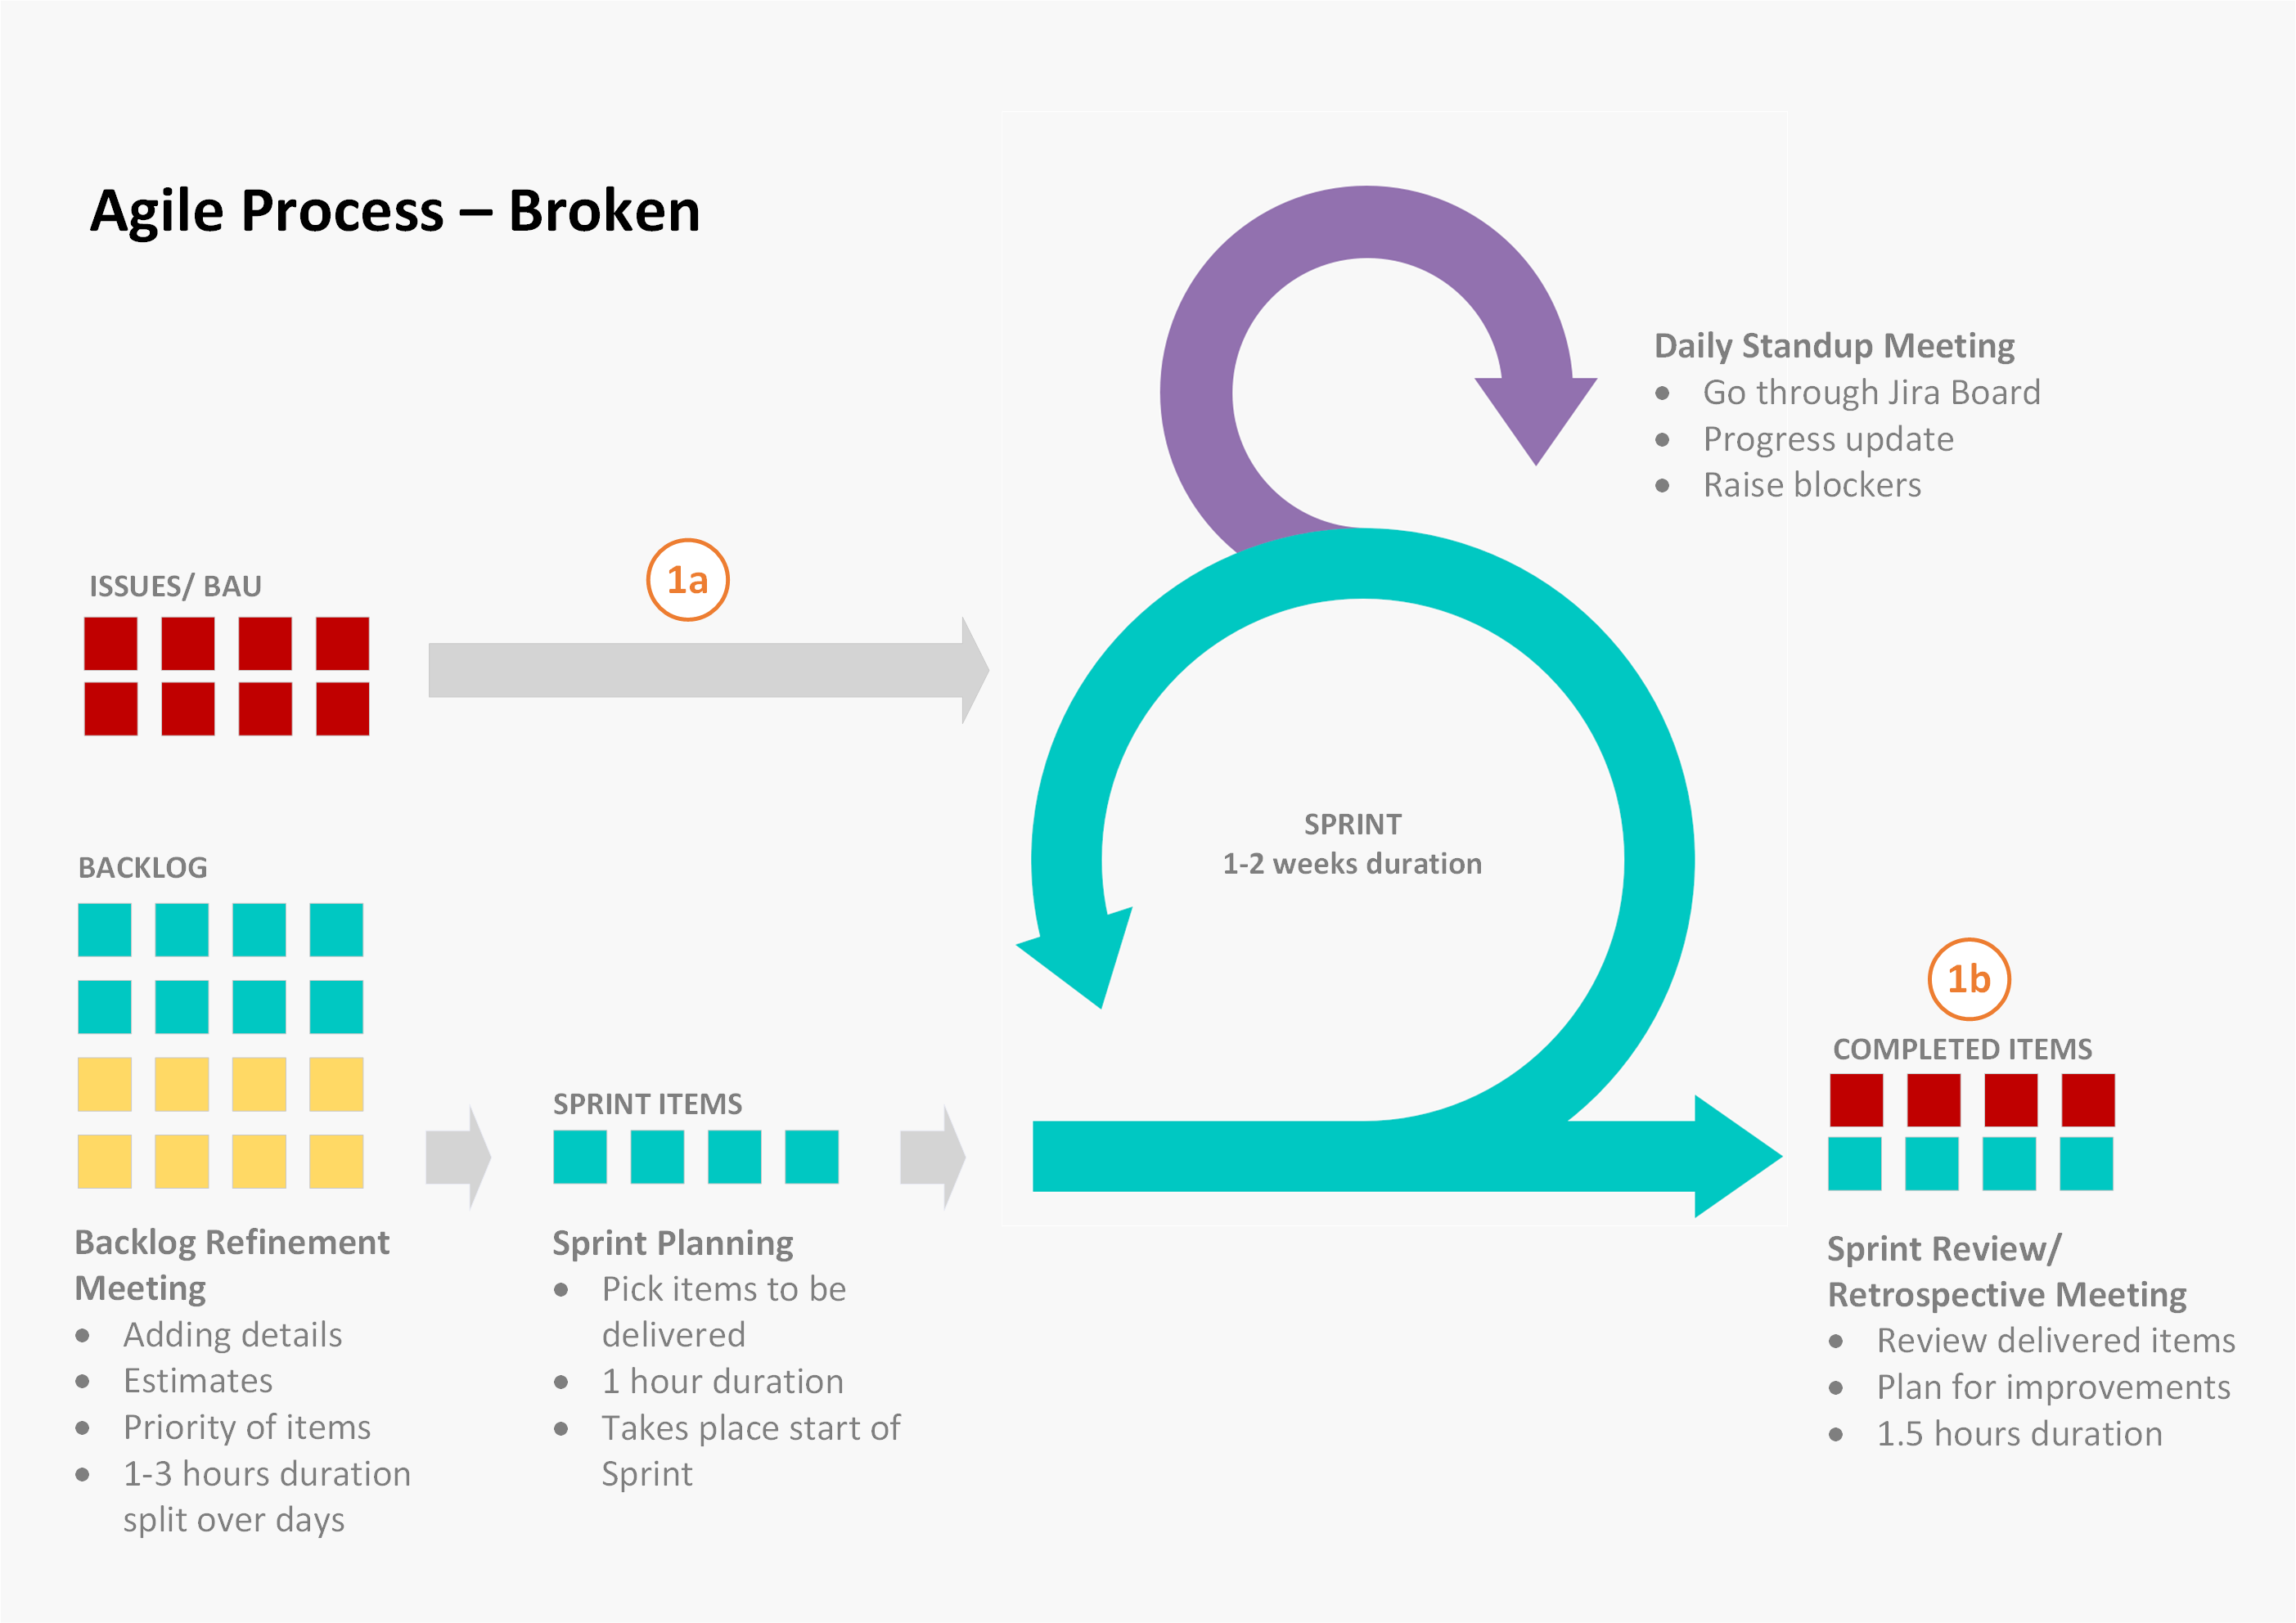 Agile Process – Broken
Daily Standup Meeting
● Go through Jira Board
● Progress update
● Raise blockers
1a
ISSUES/ BAU
SPRINT
1-2 weeks duration
BACKLOG
1b
COMPLETED ITEMS
SPRINT ITEMS
Backlog Refinement
Meeting
● Adding details
● Estimates
● Priority of items
● 1-3 hours duration
split over days
Sprint Planning
● Pick items to be
delivered
● 1 hour duration
● Takes place start of
Sprint
Sprint Review/
Retrospective Meeting
● Review delivered items
● Plan for improvements
● 1.5 hours duration